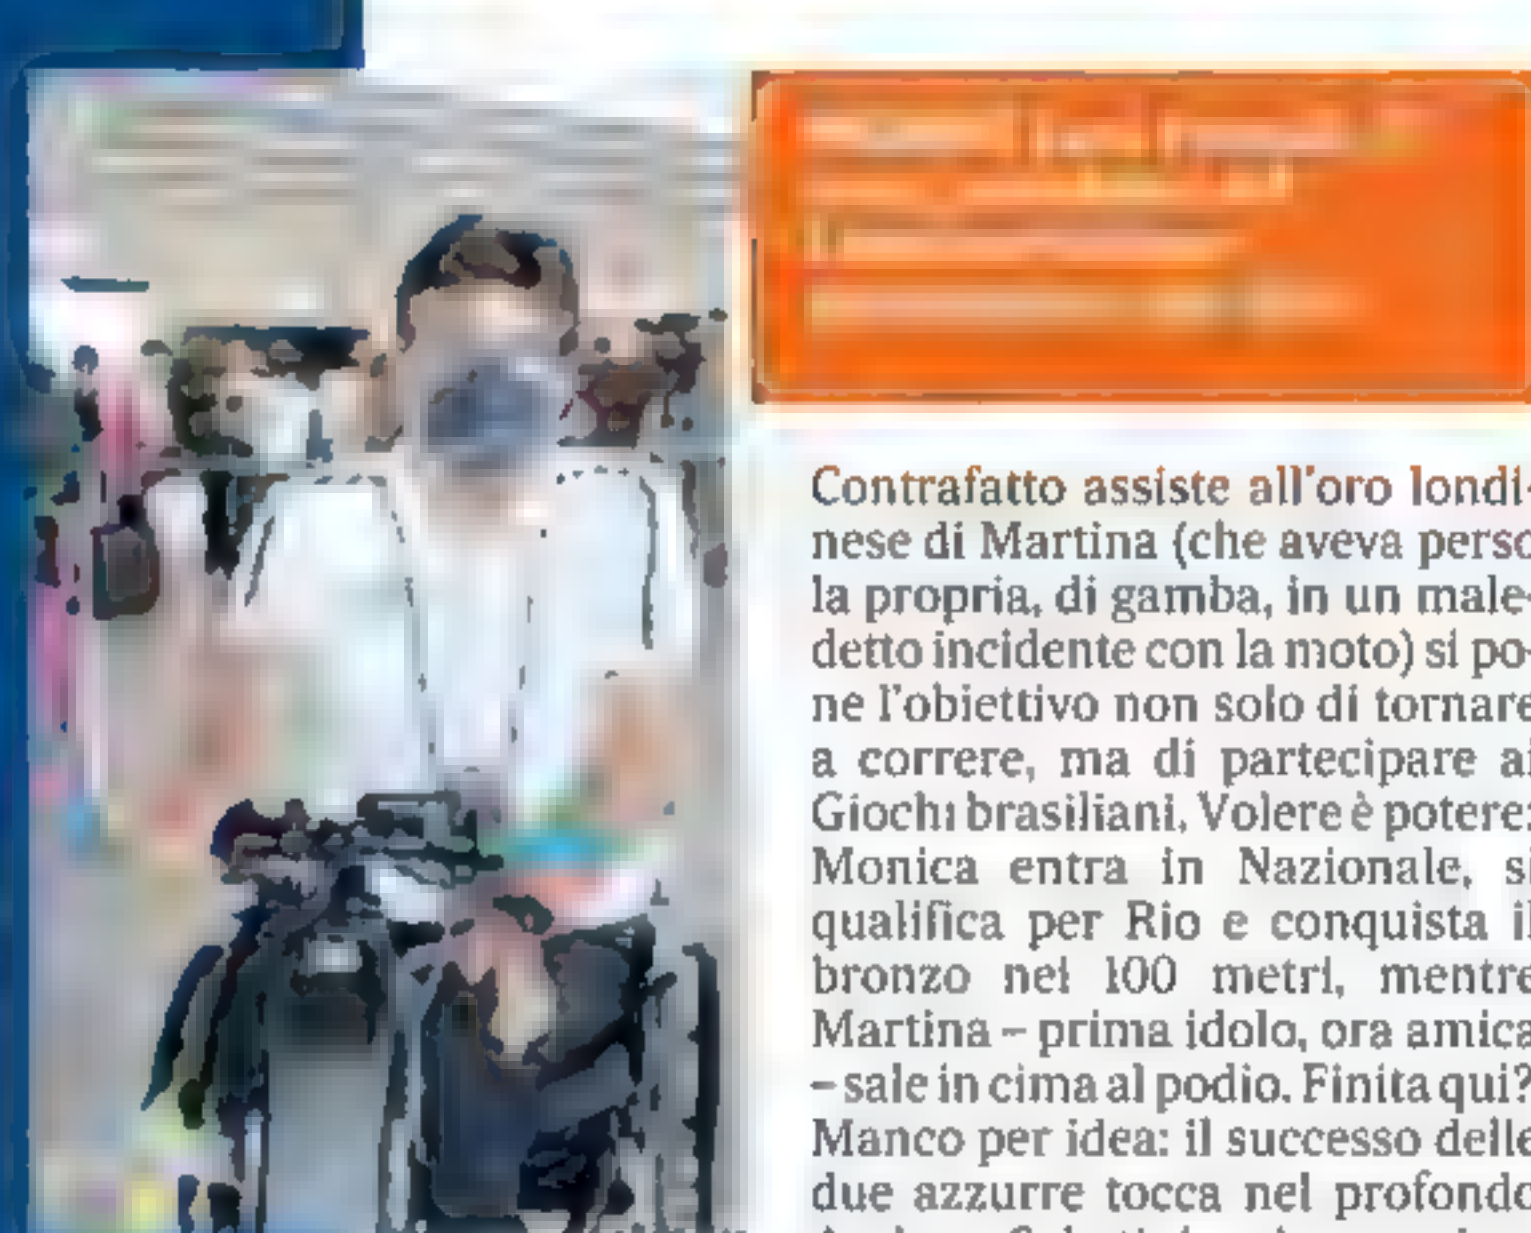 Contrafatto assiste all'oro londi-
nese di Martina (che aveva perso
la propria, di gamba, in un male-
detto incidente con la moto) si po-
ne l'obiettivo non solo di tornare
a correre, ma di partecipare ai
Giochi brasiliani. Volere è potere:
Monica entra in Nazionale, si
qualifica per Rio e conquista il
bronzo nei 100 metri, mentre
Martina – prima idolo, ora amica
– sale in cima al podio. Finita qui?
Manco per idea: il successo delle
due azzurre tocca nel profondo